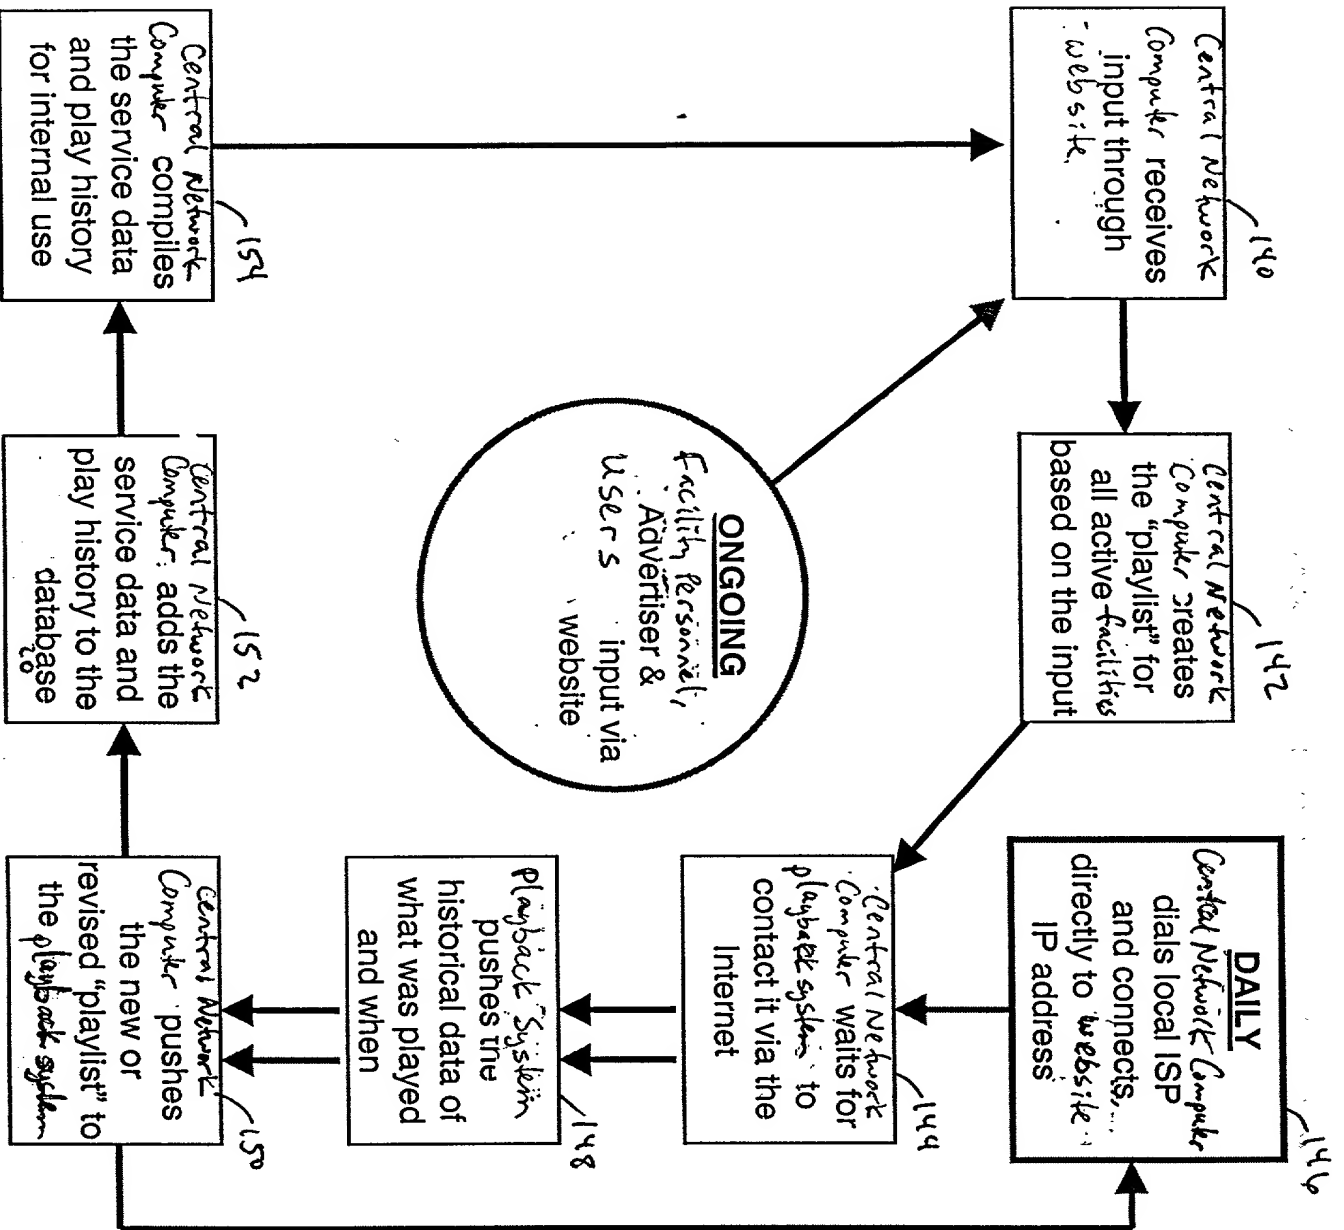 140
Central Network
Computer receives
input through
website.
142
Central Network
Computer creates
the "playlist" for
all active facilities
based on the input
146
DAILY
Central Network Computer
dials local ISP
and connects
directly to website
IP address
ONGOING
Facility Personnel,
Advertiser &
Users input via
website
144
Central Network
Computer waits for
playback system to
contact it via the
Internet
148
Playback System
pushes the
historical data of
what was played
and when
150
Central Network
Computer pushes
the new or
revised "playlist" to
the playback system
152
Central Network
Computer adds the
service data and
play history to the
database
20
154
Central Network
Computer compiles
the service data
and play history
for internal use